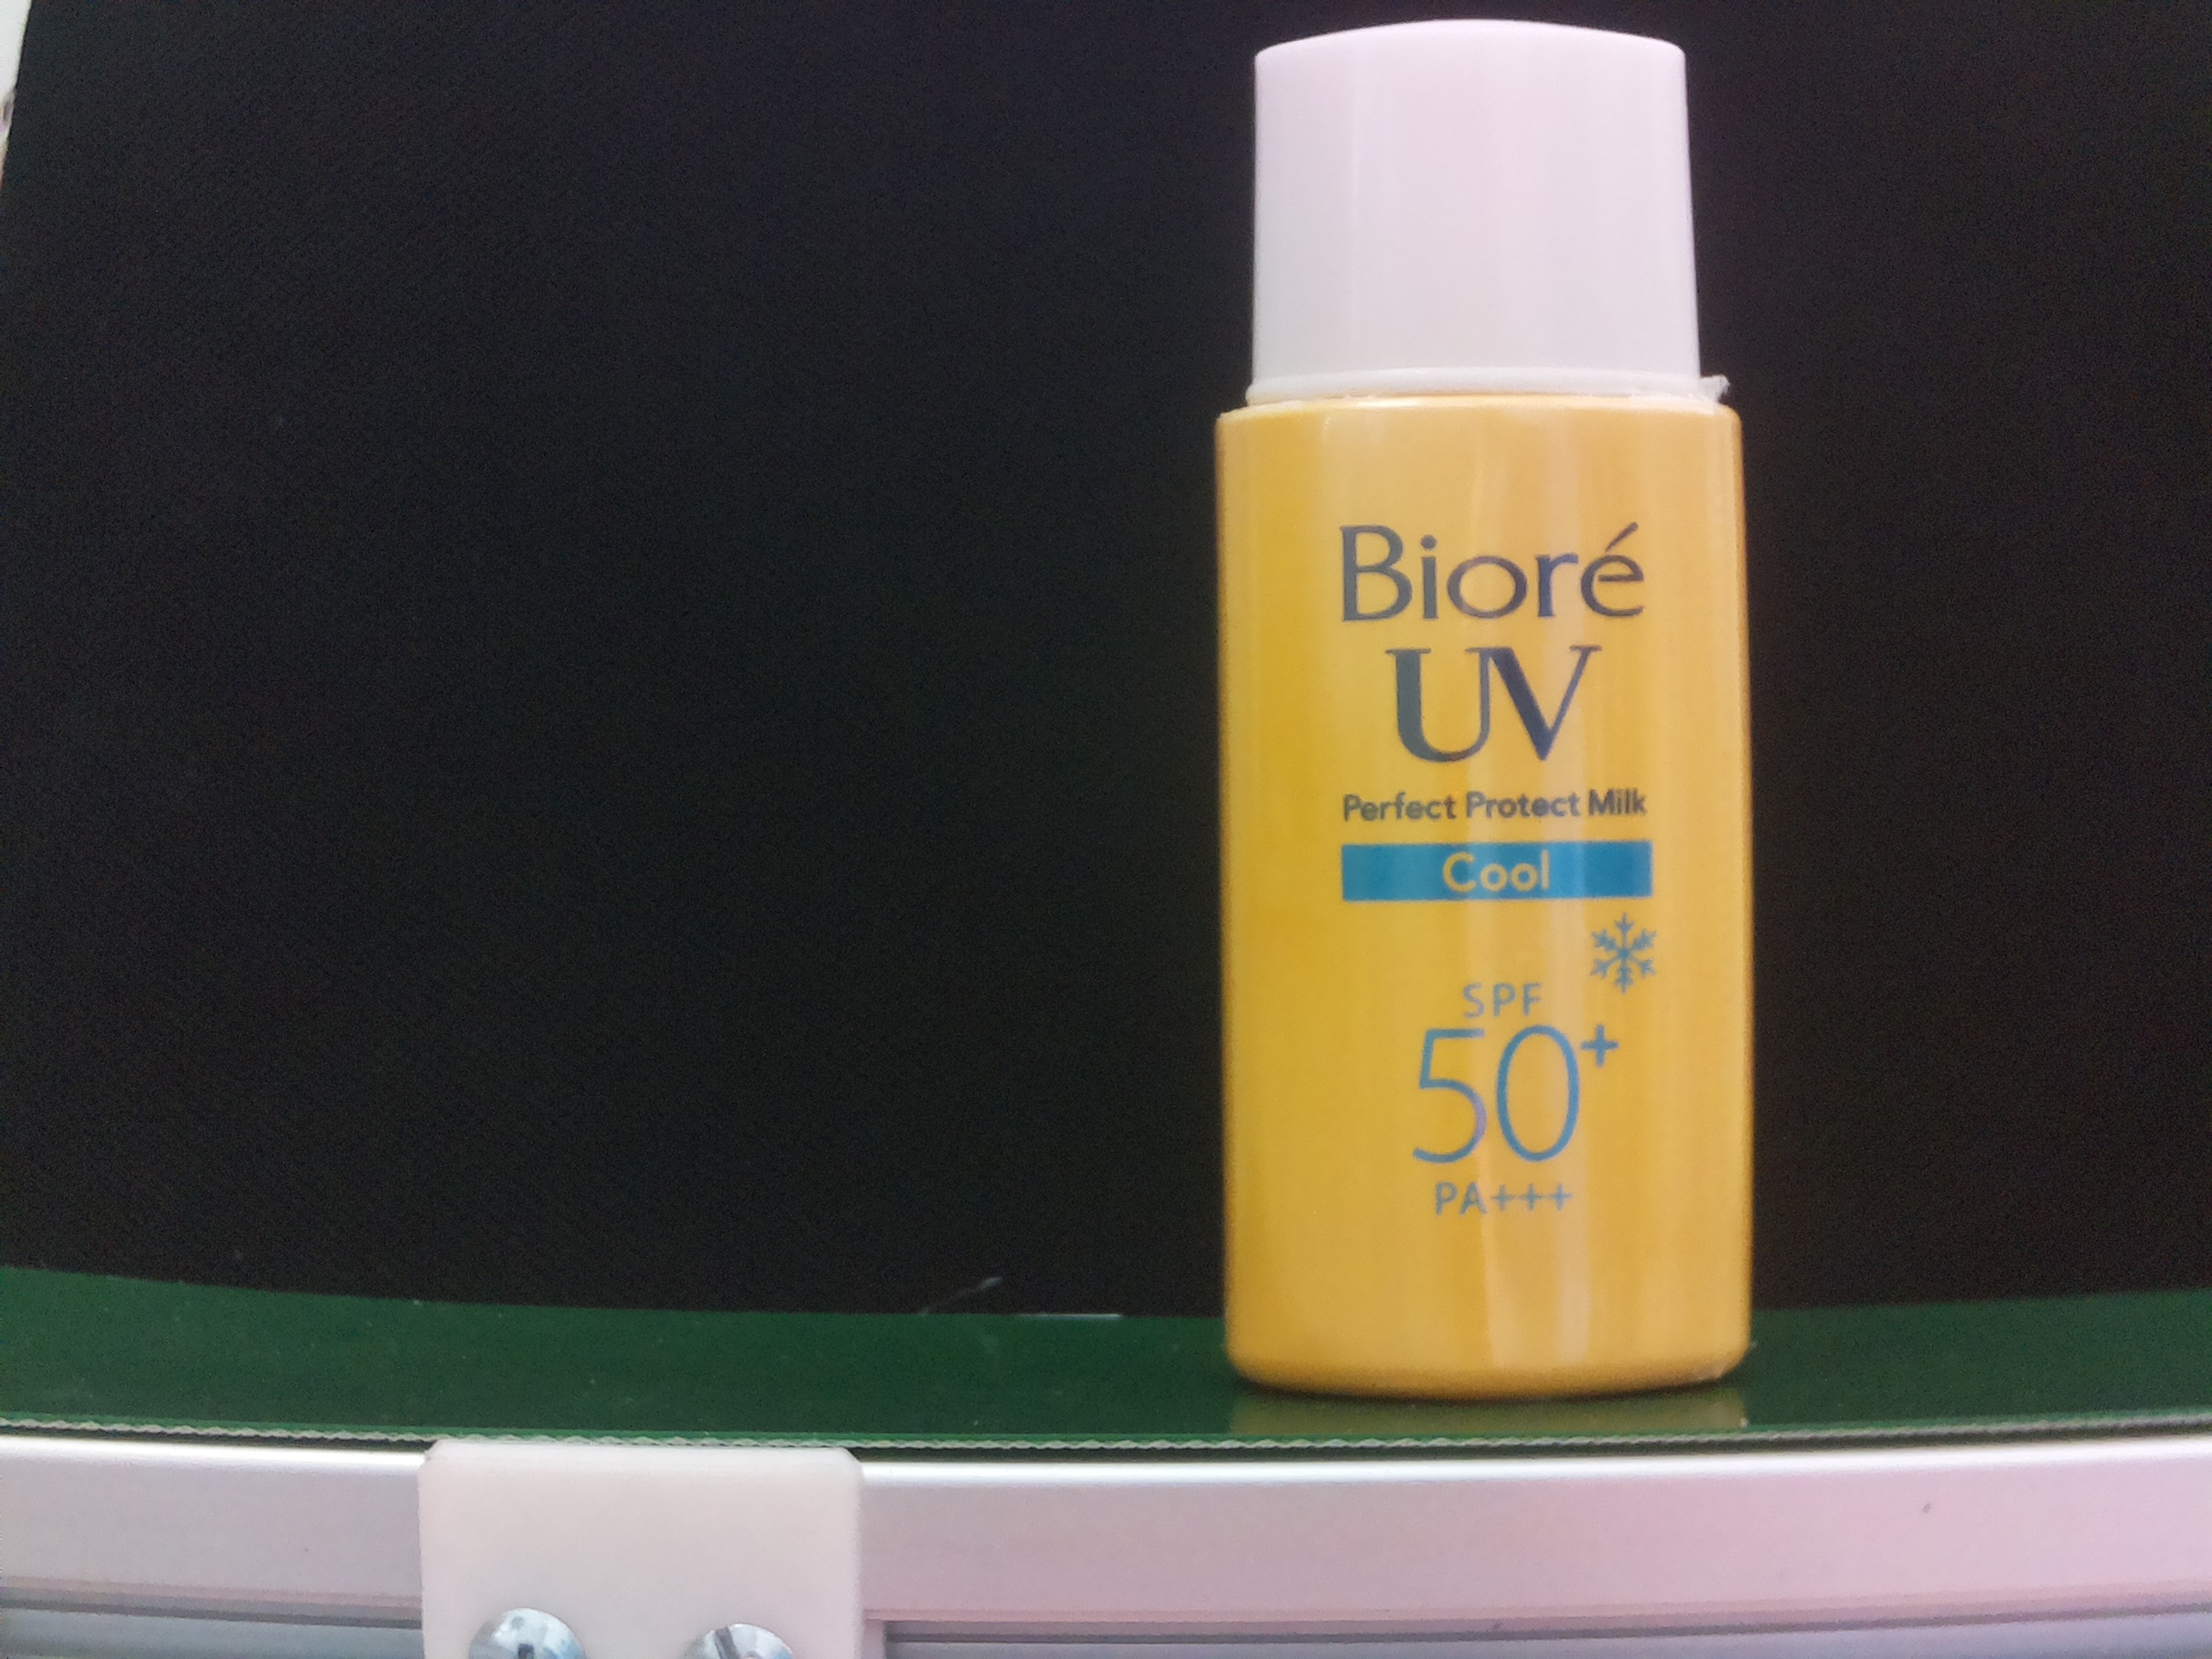 Bioré
UV
Perfect Protect Milk
Cool
SPF
50+
PA+++